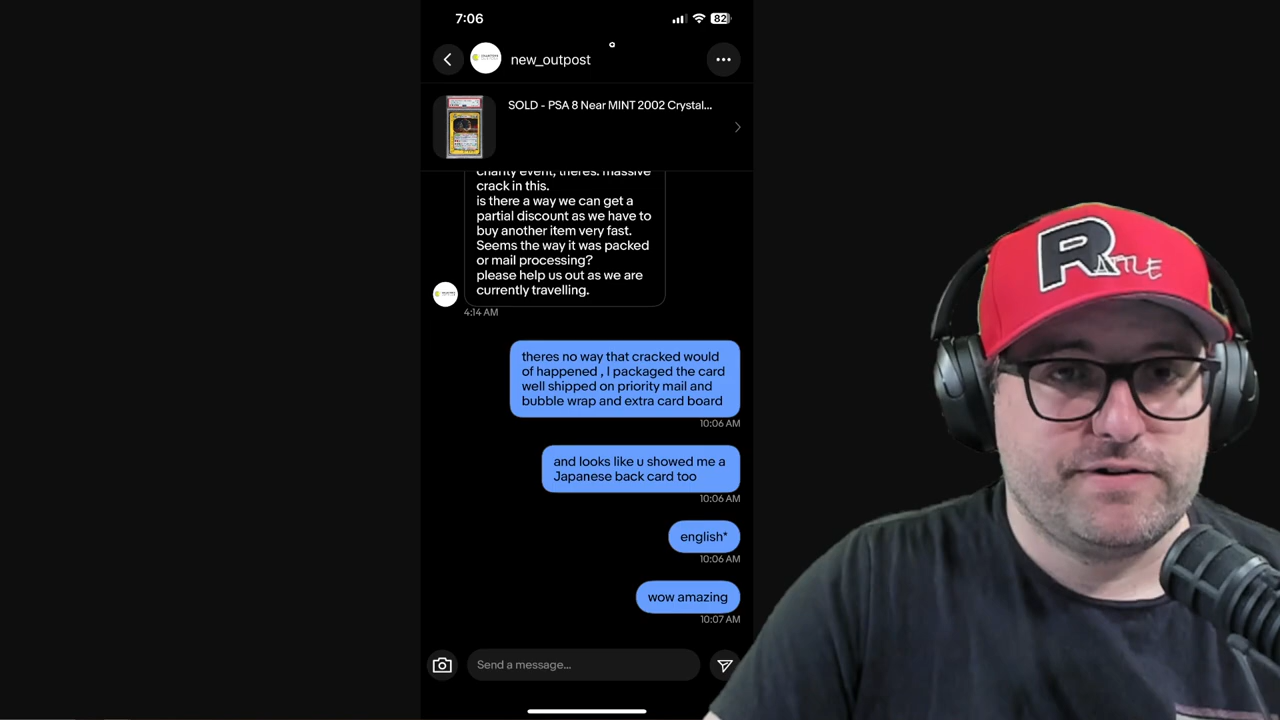 7:06
82
new_outpost
SOLD - PSA 8 Near MINT 2002 Crystal...
charity event, theres. massive
crack in this.
is there a way we can get a
partial discount as we have to
buy another item very fast.
Seems the way it was packed
or mail processing?
please help us out as we are
currently travelling.
4:14 AM
theres no way that cracked would
of happened , I packaged the card
well shipped on priority mail and
bubble wrap and extra card board
10:06 AM
and looks like u showed me a
Japanese back card too
10:06 AM
english*
10:06 AM
wow amazing
10:07 AM
Send a message...
RATTLE